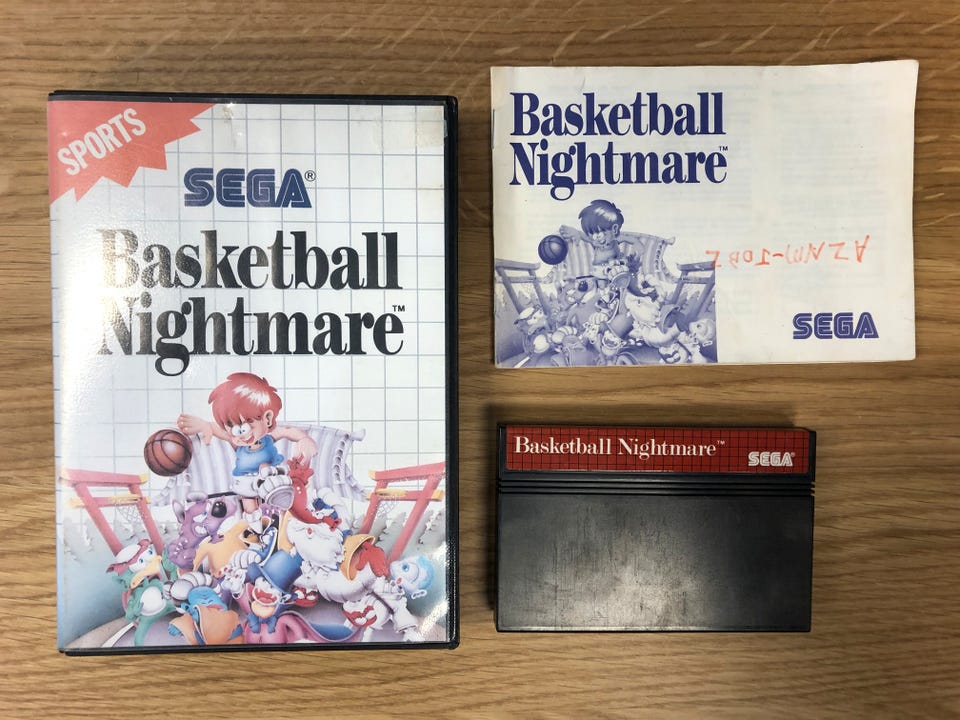 SPORTS
SEGA®
Basketball
Nightmare™
Basketball
Nightmare™
SEGA
Basketball Nightmare™
SEGA®